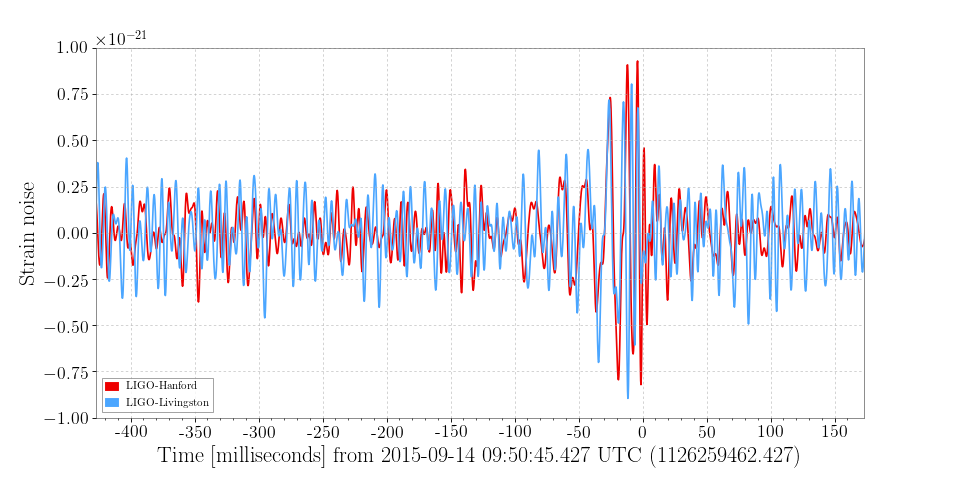 ×10−21
1.00
0.75
0.50
0.25
0.00
−0.25
−0.50
−0.75
−1.00
Strain noise
LIGO-Hanford
LIGO-Livingston
-400 -350 -300 -250 -200 -150 -100 -50 0 50 100 150
Time [milliseconds] from 2015-09-14 09:50:45.427 UTC (1126259462.427)